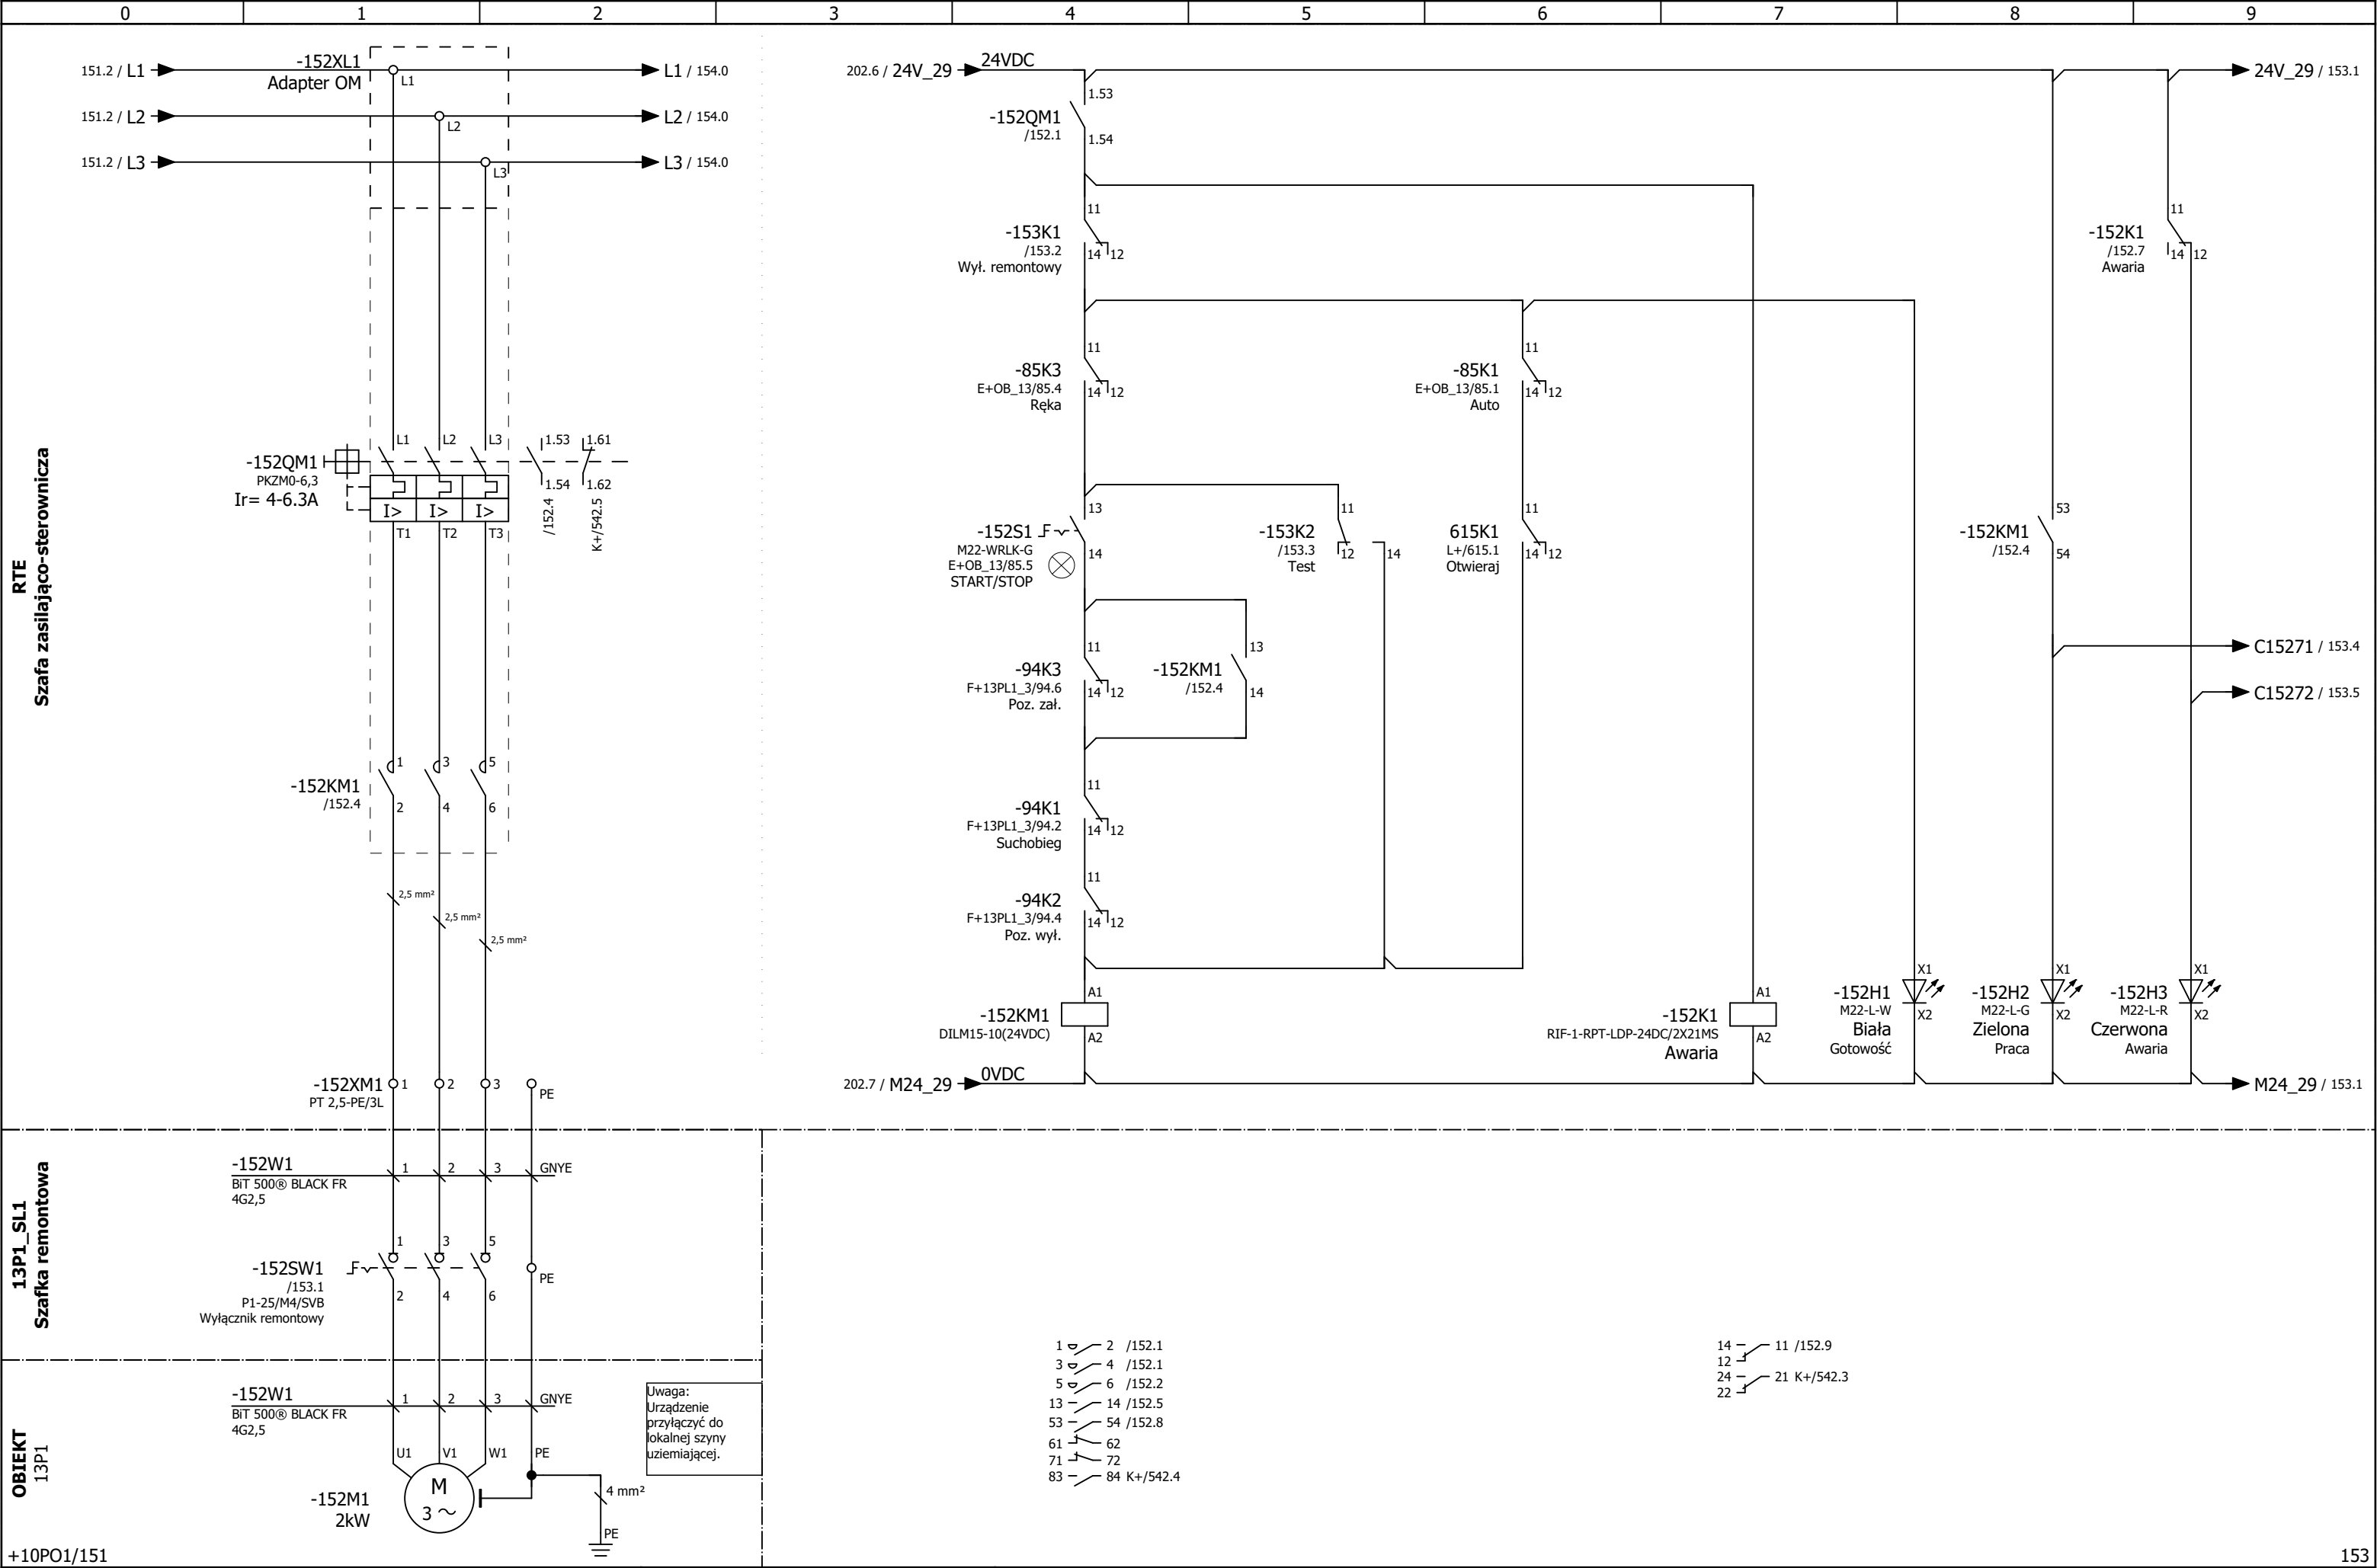 0 1 2 3 4 5 6 7 8 9
RTE
Szafa zasilająco-sterownicza
13P1_SL1
Szafka remontowa
OBIEKT
13P1
151.2 / L1
-152XL1
Adapter OM
L1
L1 / 154.0
151.2 / L2
L2
L2 / 154.0
151.2 / L3
L3
L3 / 154.0
-152QM1
PKZM0-6,3
Ir= 4-6.3A
L1 L2 L3
1.53 1.61
I> I> I>
1.54 1.62
T1 T2 T3
/152.4
K+/542.5
-152KM1
/152.4
1 3 5
2 4 6
2,5 mm²
2,5 mm²
2,5 mm²
-152XM1
PT 2,5-PE/3L
1 2 3 PE
-152W1
BiT 500® BLACK FR
4G2,5
1 2 3 GNYE
-152SW1
/153.1
P1-25/M4/SVB
Wyłącznik remontowy
1 3 5
2 4 6
PE
-152W1
BiT 500® BLACK FR
4G2,5
1 2 3 GNYE
U1 V1 W1 PE
M
3
-152M1
2kW
4 mm²
PE
Uwaga:
Urządzenie
przyłączyć do
lokalnej szyny
uziemiającej.
202.6 / 24V_29
24VDC
24V_29 / 153.1
-152QM1
/152.1
1.53
1.54
-153K1
/153.2
Wył. remontowy
11
14 12
-85K3
E+OB_13/85.4
Ręka
11
14 12
-152S1
M22-WRLK-G
E+OB_13/85.5
START/STOP
13
14
-94K3
F+13PL1_3/94.6
Poz. zał.
11
14 12
-152KM1
/152.4
13
14
-94K1
F+13PL1_3/94.2
Suchobieg
11
14 12
-94K2
F+13PL1_3/94.4
Poz. wył.
11
14 12
-152KM1
DILM15-10(24VDC)
A1
A2
-153K2
/153.3
Test
11
12 14
-85K1
E+OB_13/85.1
Auto
11
14 12
615K1
L+/615.1
Otwieraj
11
14 12
-152K1
RIF-1-RPT-LDP-24DC/2X21MS
Awaria
A1
A2
-152H1
M22-L-W
Biała
Gotowość
X1
X2
-152KM1
/152.4
53
54
-152H2
M22-L-G
Zielona
Praca
X1
X2
-152K1
/152.7
Awaria
11
14 12
C15271 / 153.4
C15272 / 153.5
-152H3
M22-L-R
Czerwona
Awaria
X1
X2
202.7 / M24_29
0VDC
M24_29 / 153.1
1 2 /152.1
3 4 /152.1
5 6 /152.2
13 14 /152.5
53 54 /152.8
61 62
71 72
83 84 K+/542.4
14 11 /152.9
12
24 21 K+/542.3
22
+10PO1/151
153